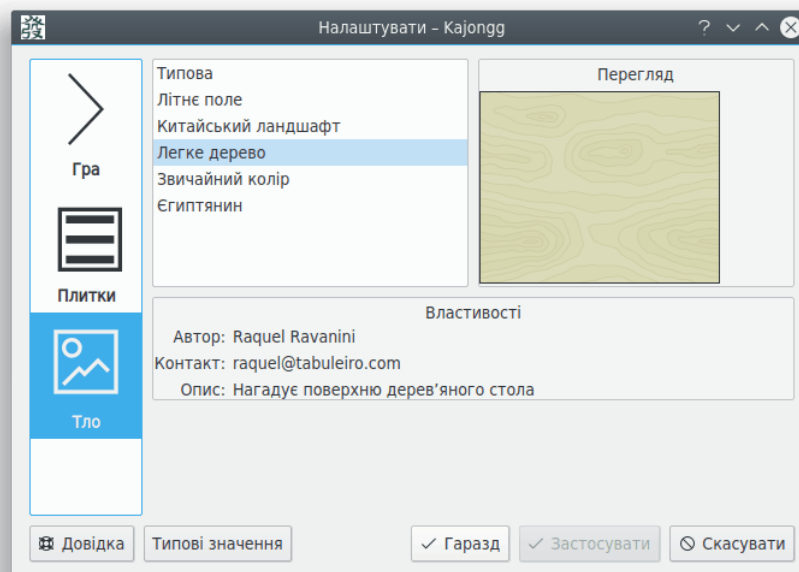 Налаштувати – Kajongg
Гра
Плитки
Тло
Типова
Літнє поле
Китайський ландшафт
Легке дерево
Звичайний колір
Єгиптянин
Перегляд
Властивості
Автор: Raquel Ravanini
Контакт: raquel@tabuleiro.com
Опис: Нагадує поверхню дерев’яного стола
Довідка
Типові значення
Гаразд
Застосувати
Скасувати